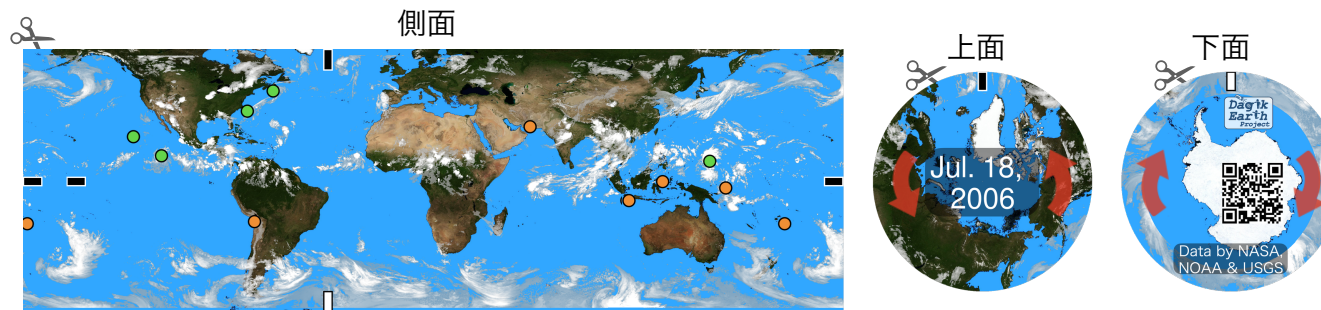 側面
上面
下面
Jul. 18,
2006
Dagik
Earth
Project
Data by NASA,
NOAA & USGS